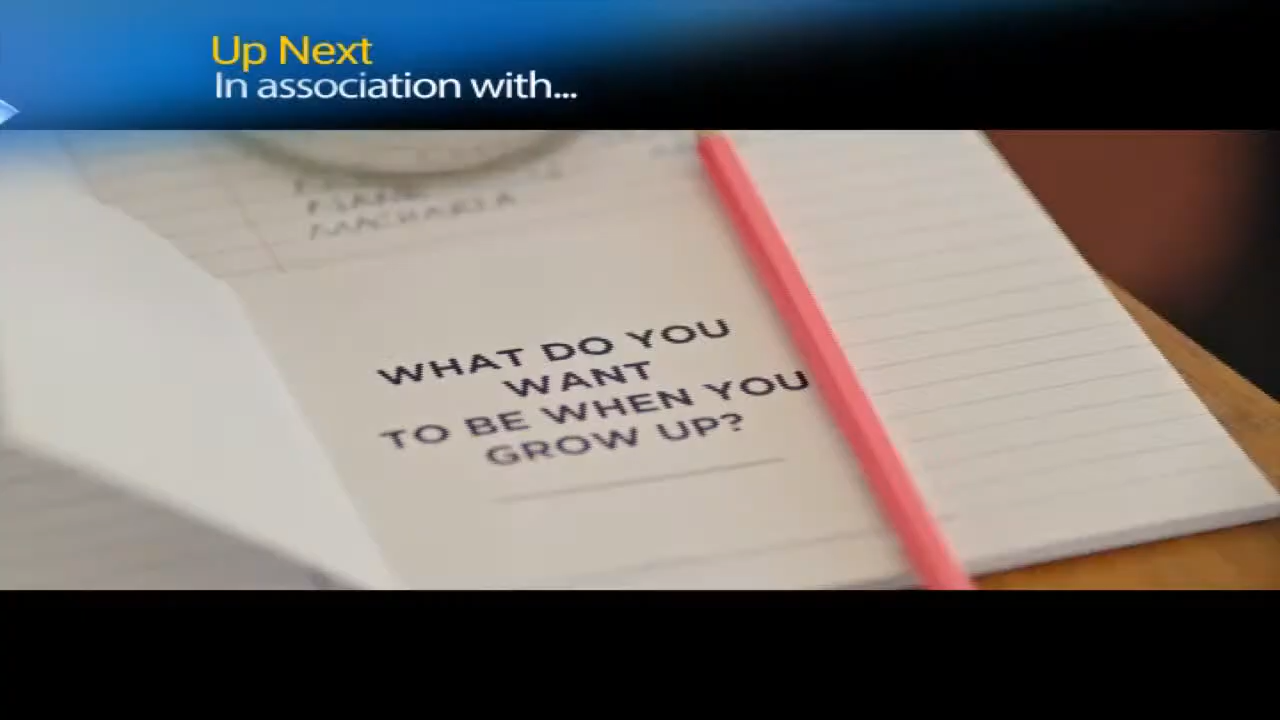 Up Next
In association with...
WHAT DO YOU
WANT
TO BE WHEN YOU
GROW UP?